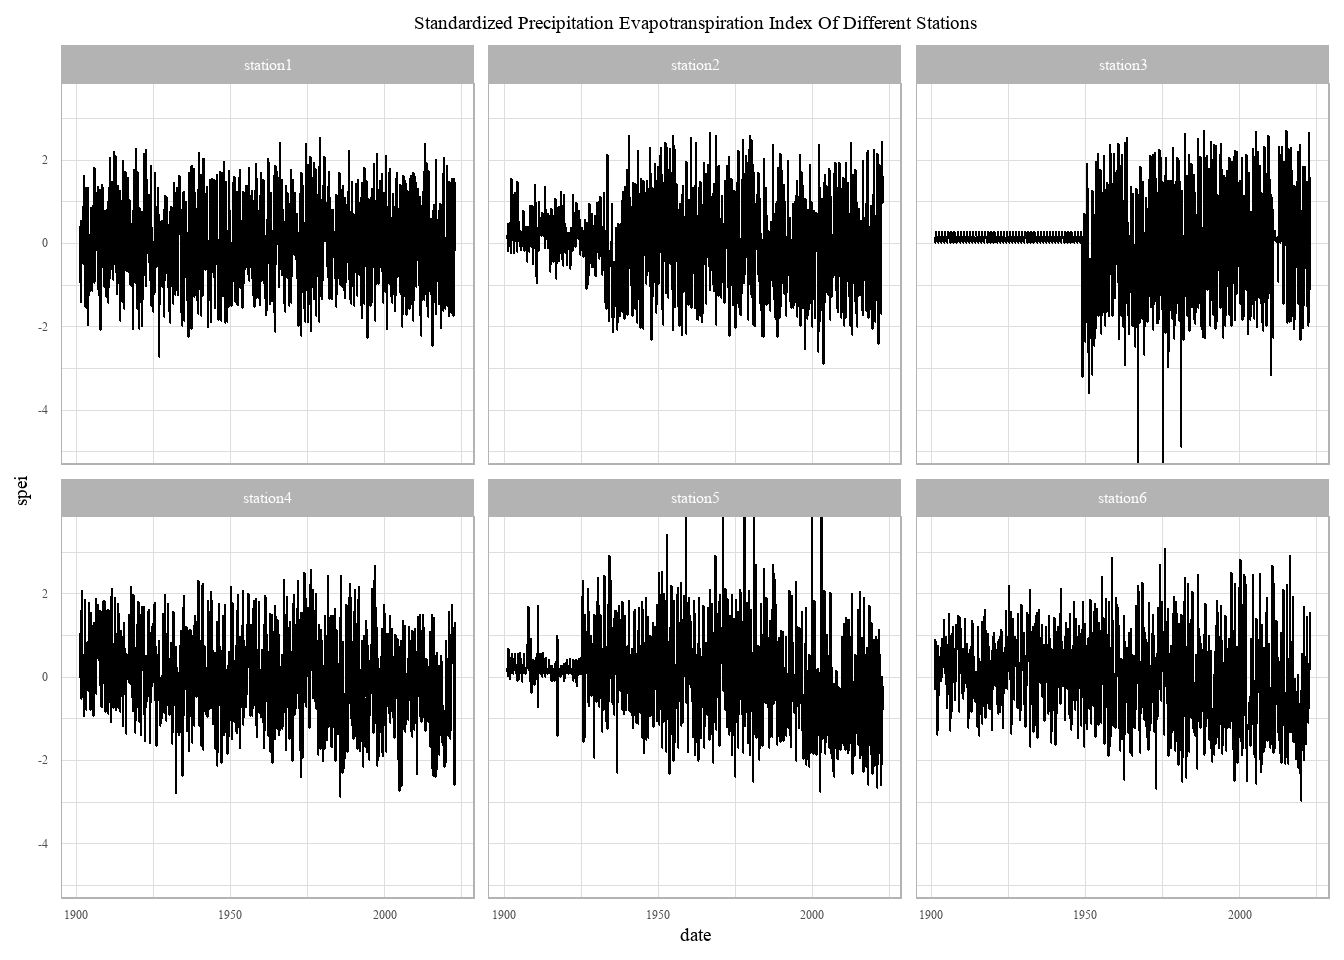 Standardized Precipitation Evapotranspiration Index Of Different Stations
station1 station2 station3
2
0
-2
-4
spei
station4 station5 station6
2
0
-2
-4
1900 1950 2000 1900 1950 2000 1900 1950 2000
date